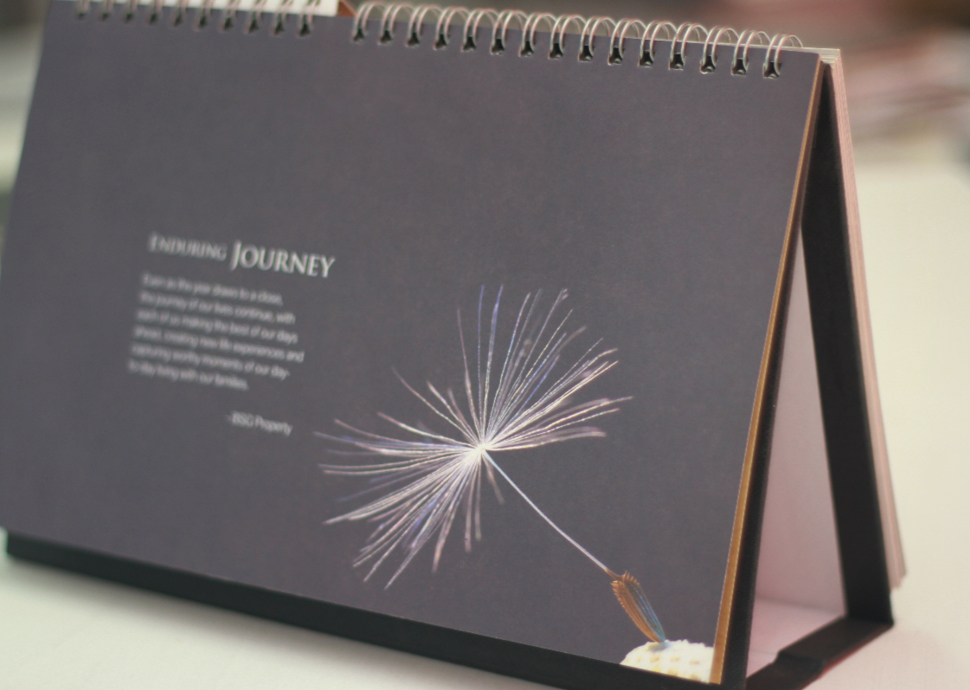 ENDURING JOURNEY
Even as the year draws to a close,
the journey of our lives continue, with
each of us making the best of our days
ahead, creating new life experiences and
capturing worthy moments of our day-
to-day living with our families.
-BSG Property